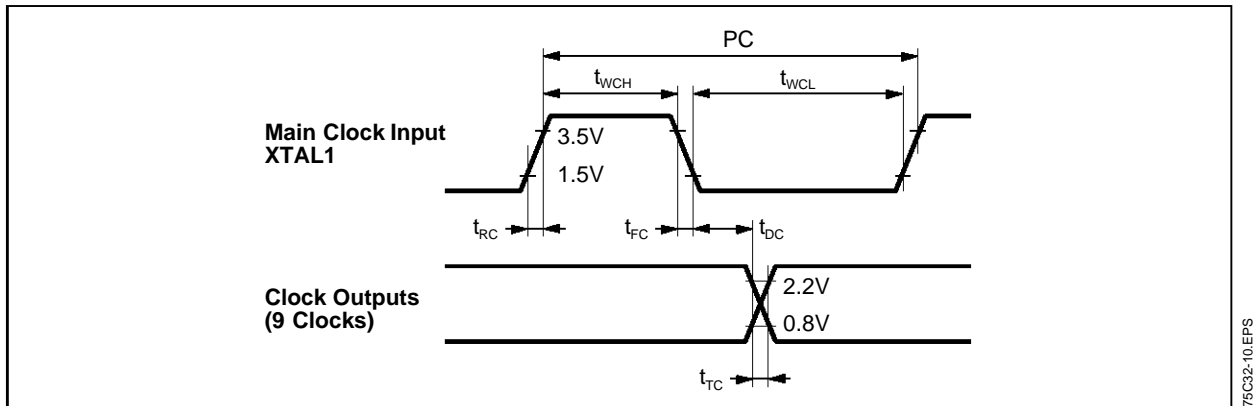 PC
tWCH
tWCL
Main Clock Input
XTAL1
3.5V
1.5V
tRC
tFC
tDC
Clock Outputs
(9 Clocks)
2.2V
0.8V
tTC
75C32-10.EPS